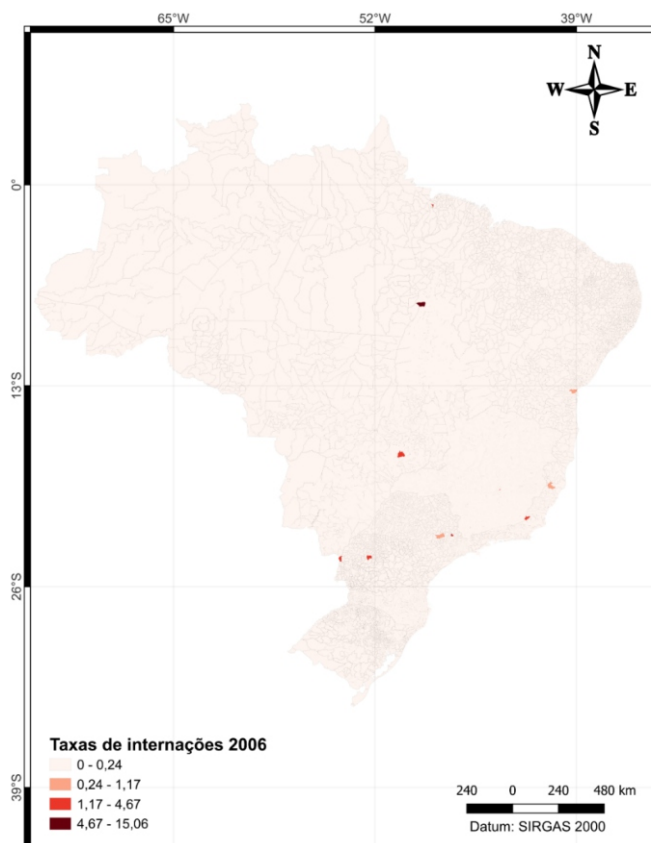 65°W 52°W 39°W
N
W E
S
0°
13°S
26°S
39°S
Taxas de internações 2006
0 - 0,24
0,24 - 1,17
1,17 - 4,67
4,67 - 15,06
240 0 240 480 km
Datum: SIRGAS 2000